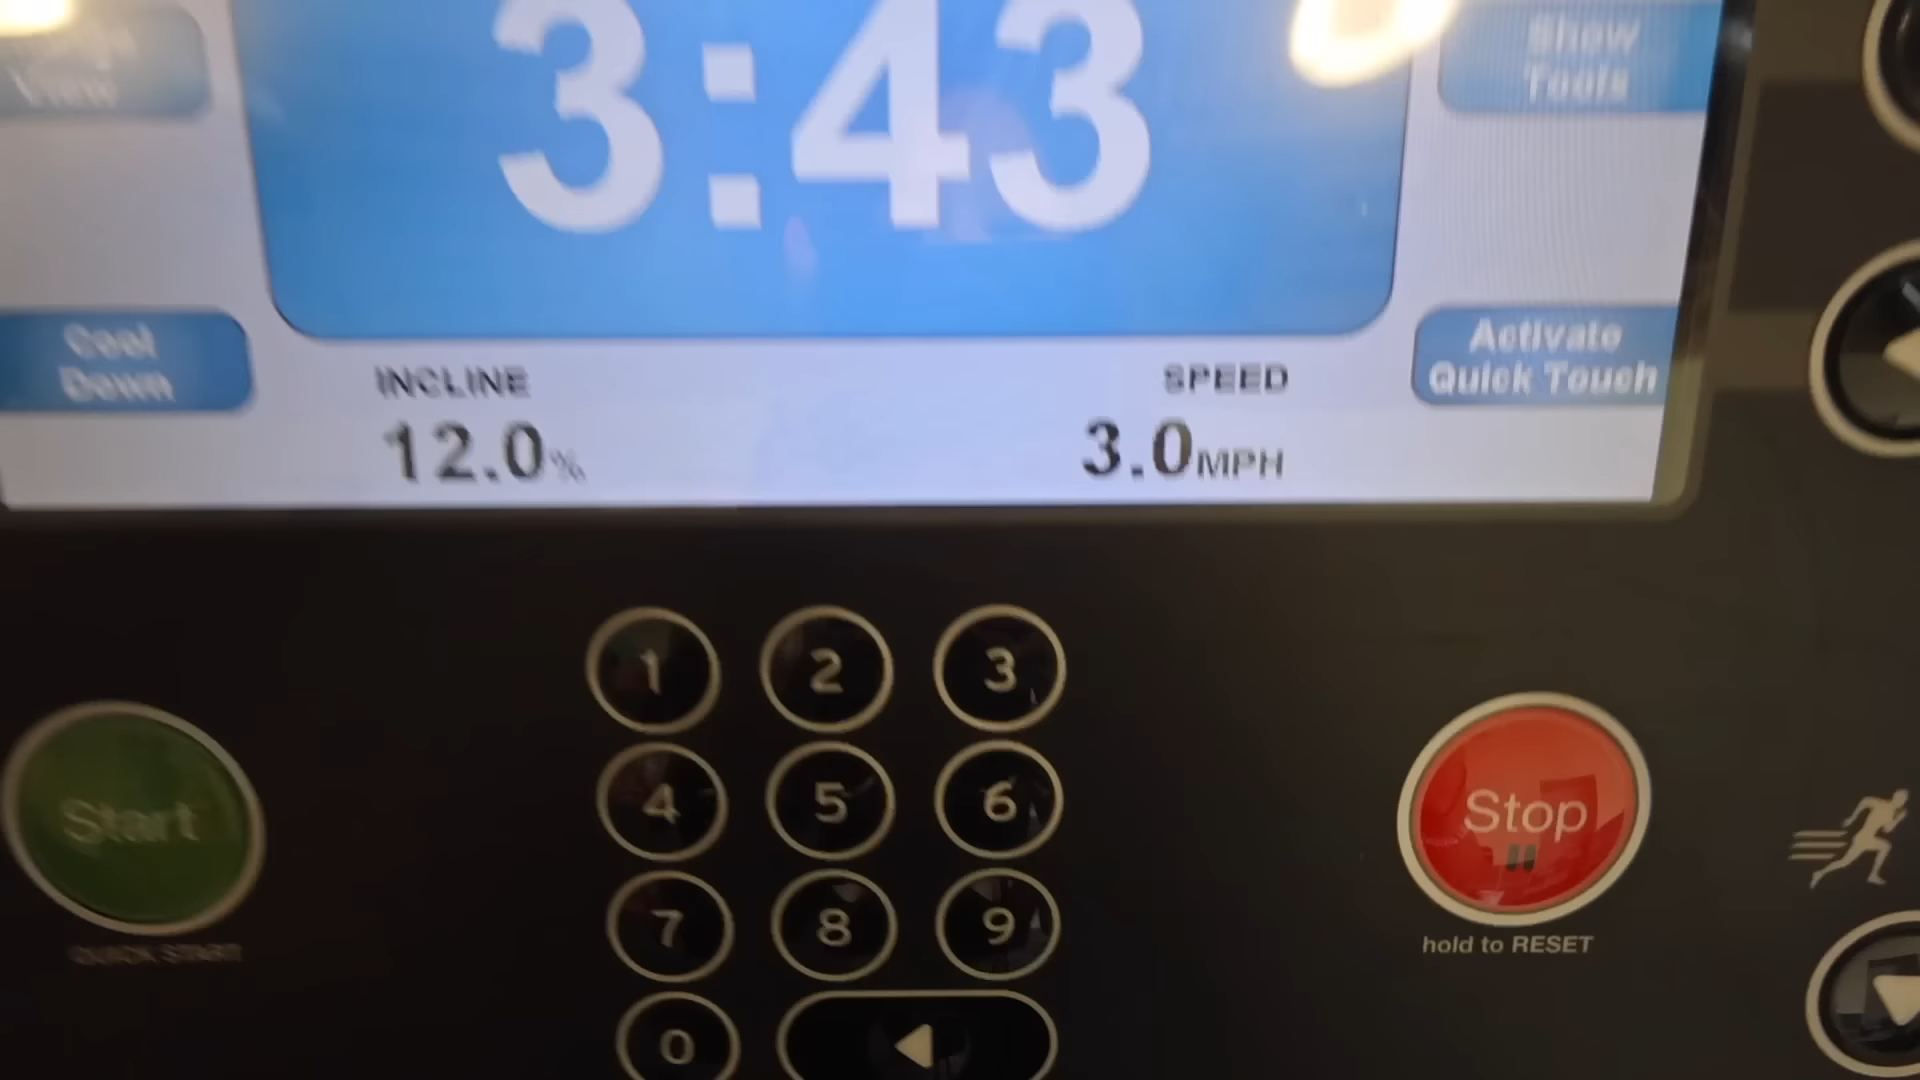 3:43
View
Show
Tools
Cool
Down
INCLINE
12.0%
SPEED
3.0MPH
Activate
Quick Touch
1 2 3
4 5 6
7 8 9
0
Start
QUICK START
Stop
hold to RESET